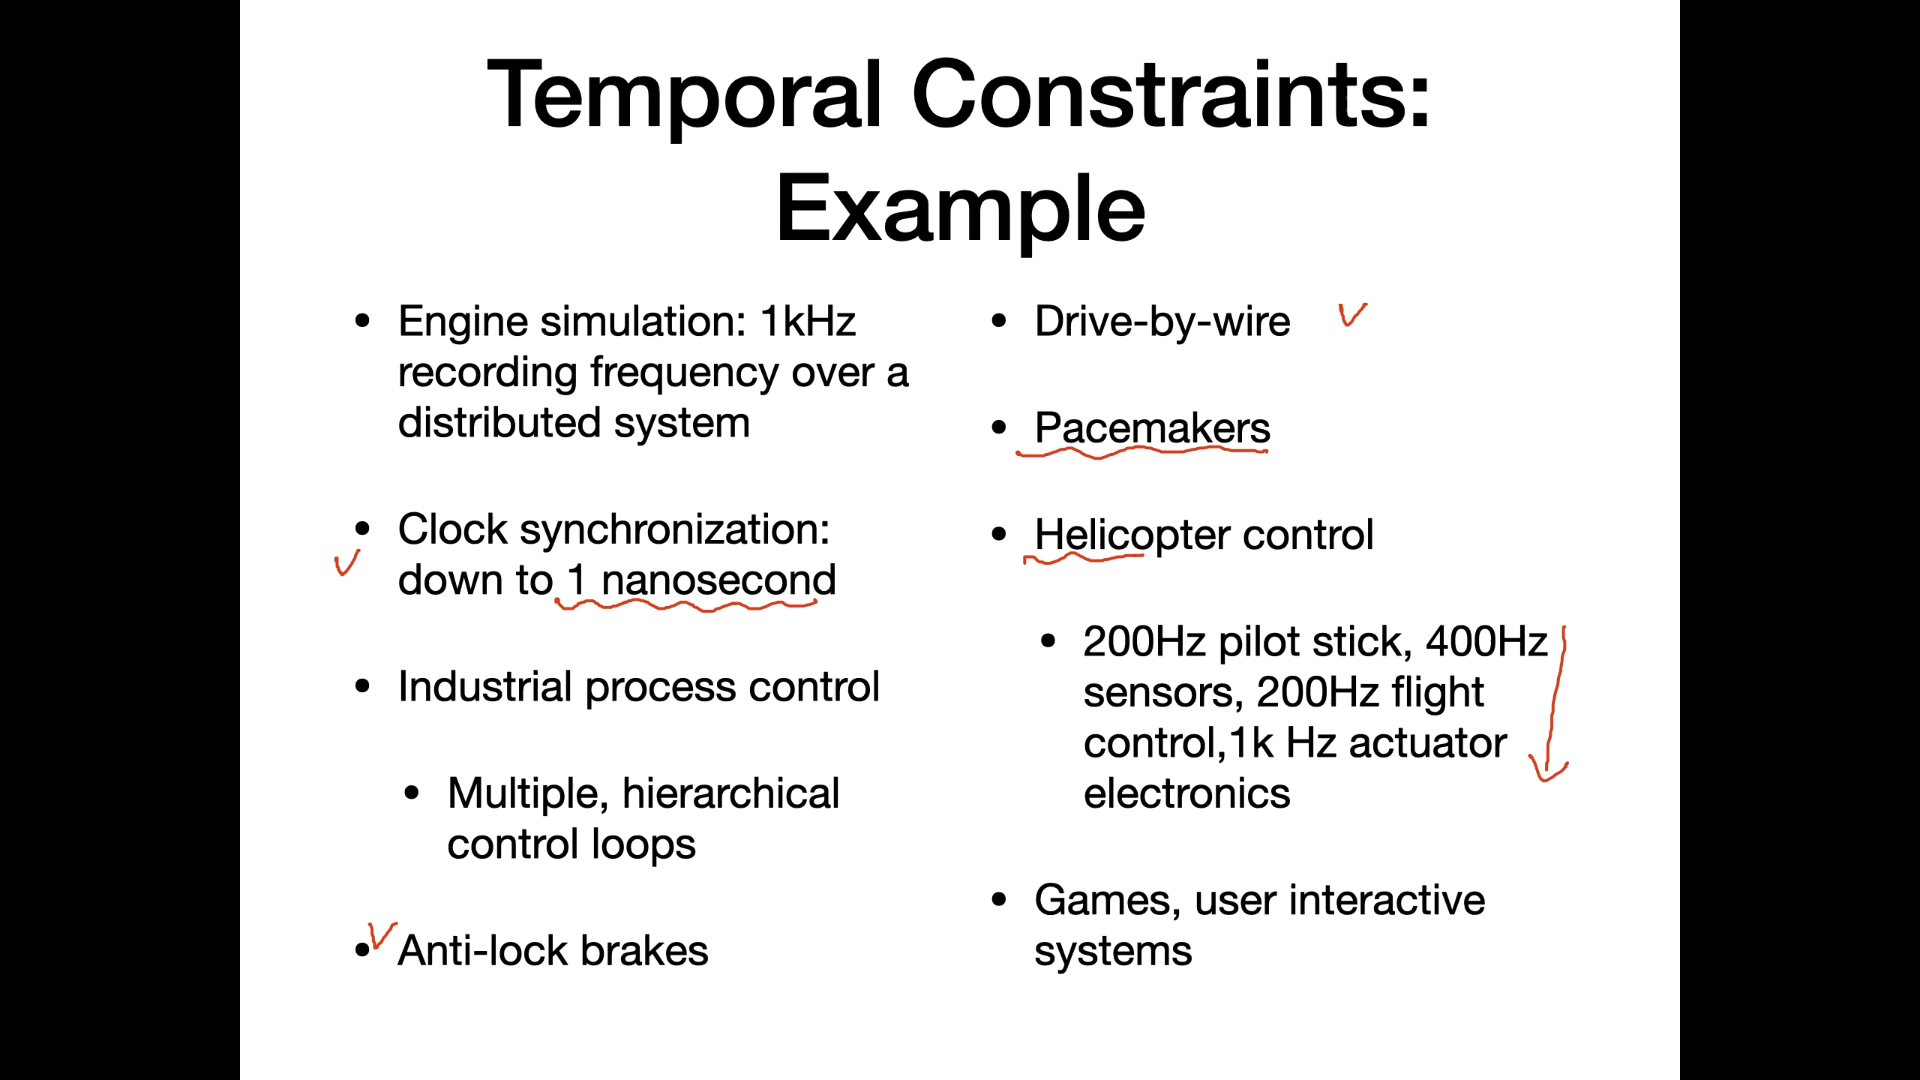 Temporal Constraints:
Example
• Engine simulation: 1kHz
recording frequency over a
distributed system
• Clock synchronization:
down to 1 nanosecond
• Industrial process control
• Multiple, hierarchical
control loops
• Anti-lock brakes
• Drive-by-wire
• Pacemakers
• Helicopter control
• 200Hz pilot stick, 400Hz
sensors, 200Hz flight
control,1k Hz actuator
electronics
• Games, user interactive
systems